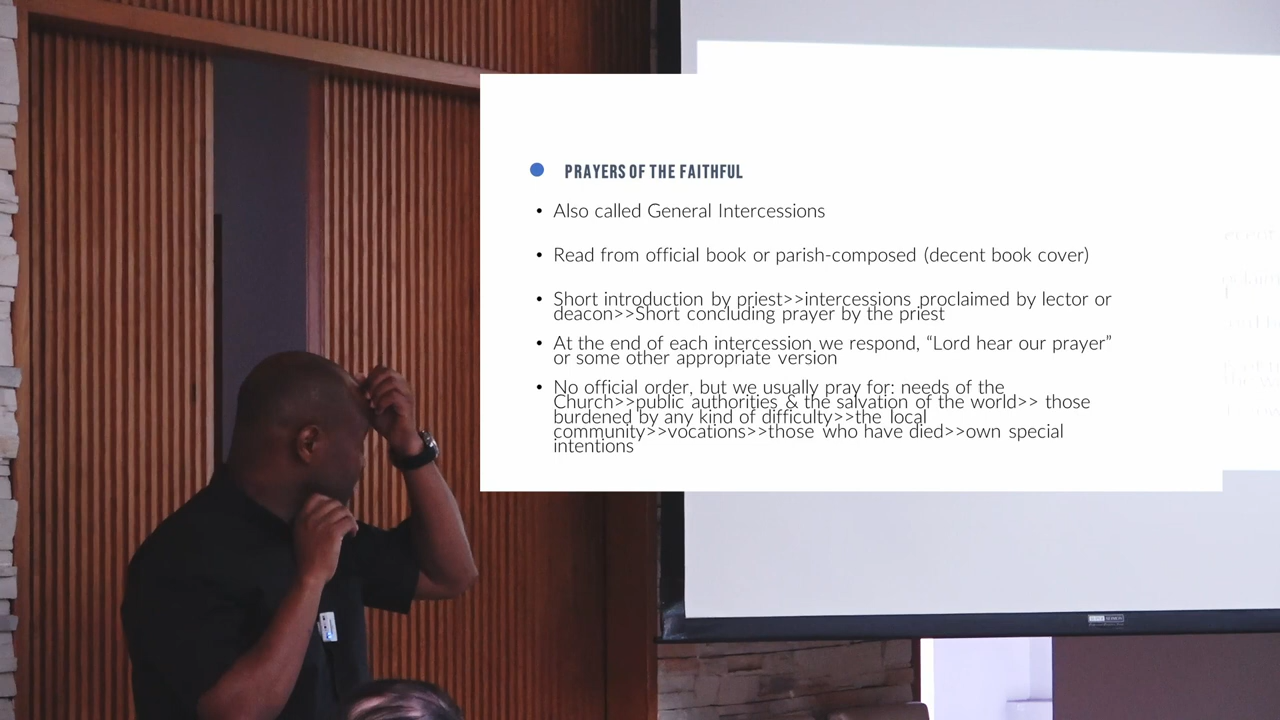 PRAYERS OF THE FAITHFUL
• Also called General Intercessions
• Read from official book or parish-composed (decent book cover)
• Short introduction by priest>>intercessions proclaimed by lector or
deacon>>Short concluding prayer by the priest
• At the end of each intercession we respond, “Lord hear our prayer”
or some other appropriate version
• No official order, but we usually pray for: needs of the
Church>>public authorities & the salvation of the world>> those
burdened by any kind of difficulty>>the local
community>>vocations>>those who have died>>own special
intentions